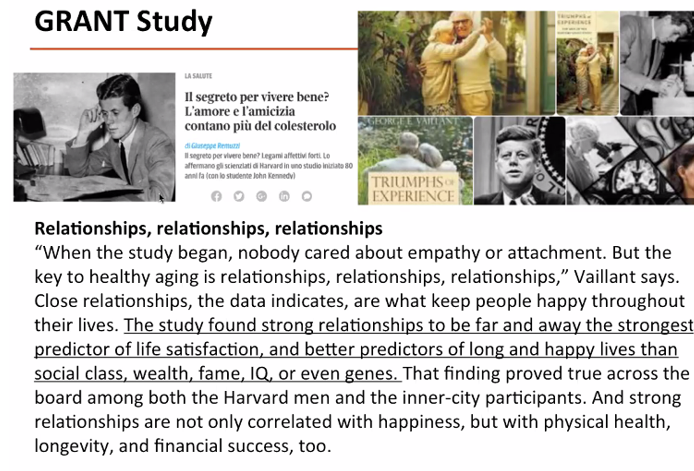 GRANT Study
LA SALUTE
Il segreto per vivere bene?
L'amore e l'amicizia
contano più del colesterolo
di Giuseppe Remuzzi
Il segreto per vivere bene? Legami affettivi forti. Lo
affermano gli scienziati di Harvard in uno studio iniziato 80
anni fa (con lo studente John Kennedy)
TRIUMPHS OF
EXPERIENCE
GEORGE E. VAILLANT
TRIUMPHS OF
EXPERIENCE
Relationships, relationships, relationships
“When the study began, nobody cared about empathy or attachment. But the
key to healthy aging is relationships, relationships, relationships,” Vaillant says.
Close relationships, the data indicates, are what keep people happy throughout
their lives. The study found strong relationships to be far and away the strongest
predictor of life satisfaction, and better predictors of long and happy lives than
social class, wealth, fame, IQ, or even genes. That finding proved true across the
board among both the Harvard men and the inner-city participants. And strong
relationships are not only correlated with happiness, but with physical health,
longevity, and financial success, too.